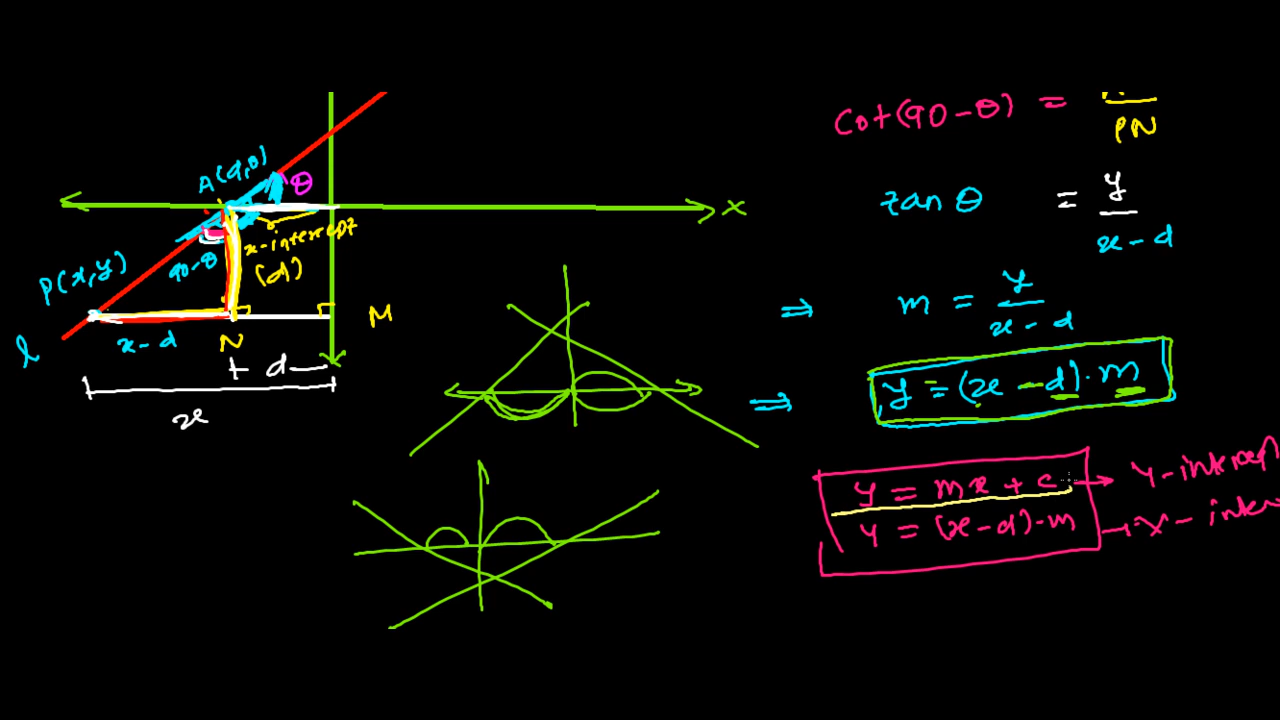 A(d,0)
θ
X
x-intercept
(d)
90-θ
P(x,y)
l
x-d
N
M
d
x
Cot(90-θ) =
PN
tan θ = y
x-d
⇒ m = y
x-d
⇒ y = (x-d)·m
y = mx + c → Y-intercept
y = (x-d)·m → X-inter